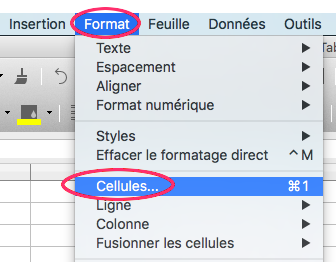 Insertion Format Feuille Données Outils
Texte
Espacement
Aligner
Format numérique
Styles
Effacer le formatage direct ^ M
Cellules... ⌘1
Ligne
Colonne
Fusionner les cellules